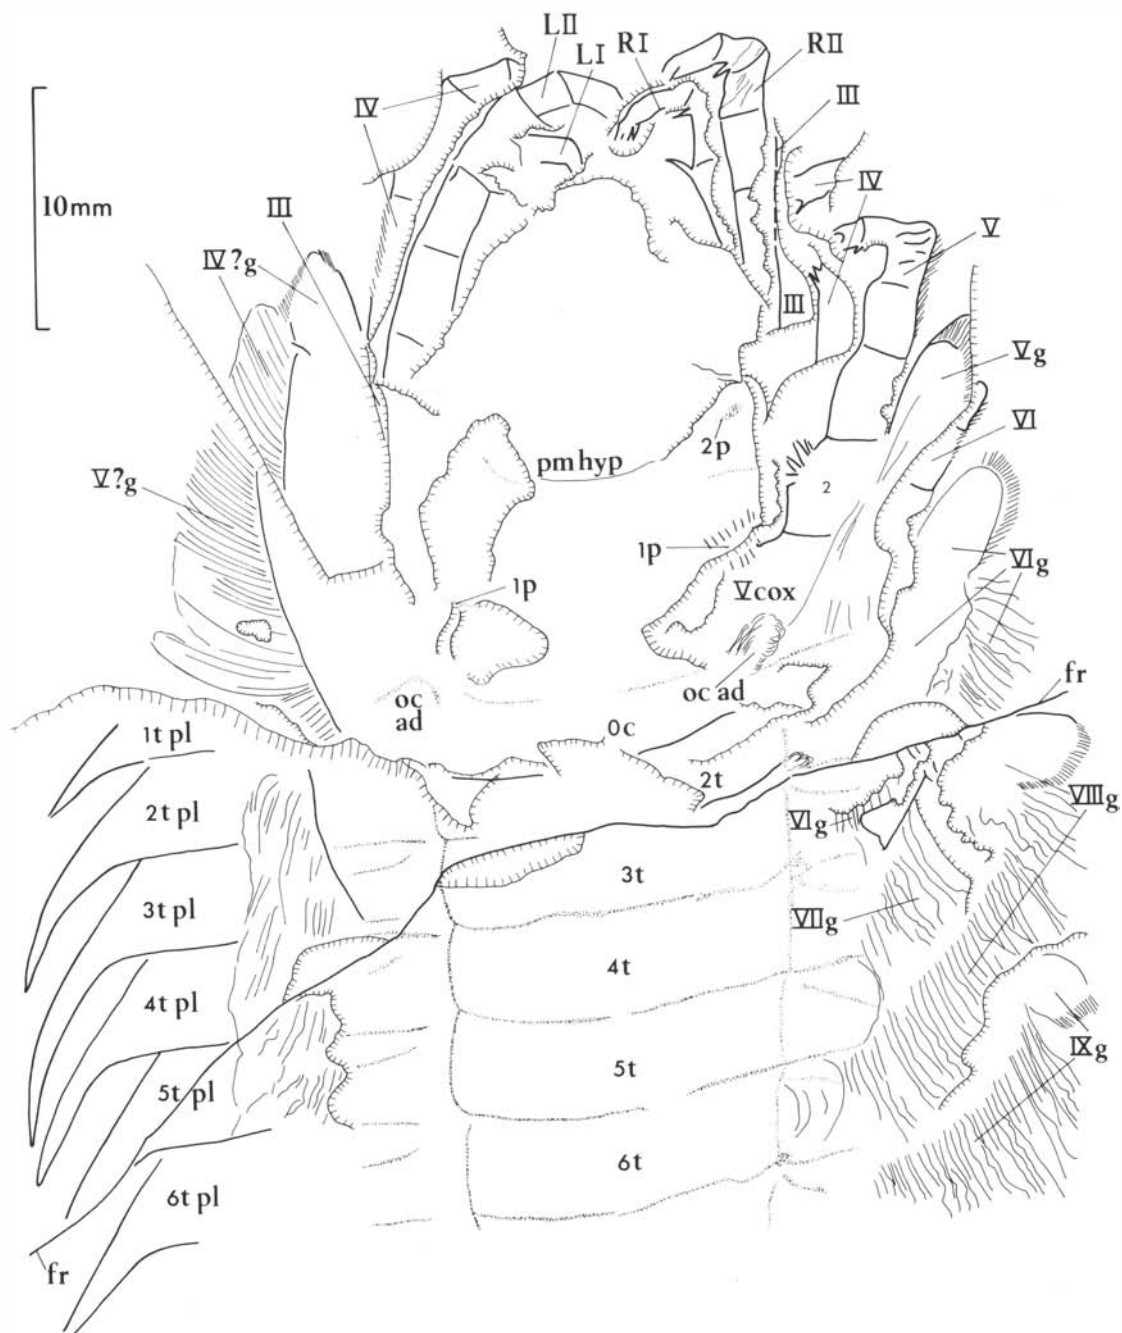 LII
LI
RI
RII
IV
III
10mm
III
IV
IV?g
V
III
Vg
VI
2p
pm hyp
V?g
2
1p
VIg
1p
Vcox
oc ad
fr
oc
ad
Oc
1t pl
2t
VIIIg
2t pl
VIg
3t
3t pl
VIIg
4t
4t pl
IXg
5t
5t pl
6t
6t pl
fr